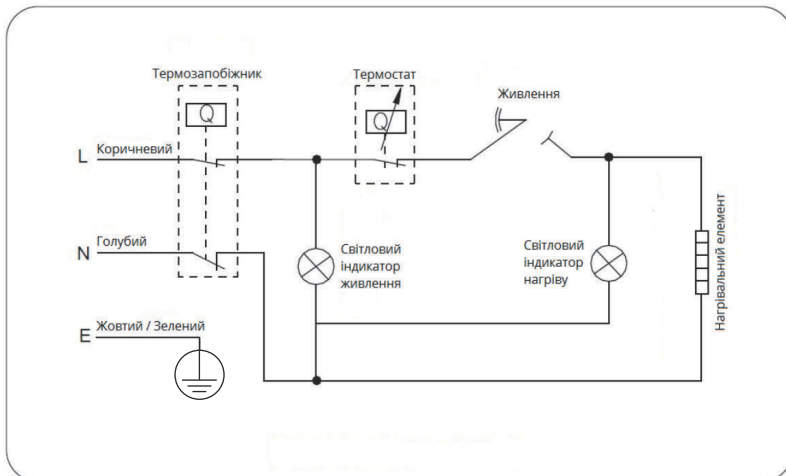 Термозапобіжник
Термостат
Живлення
Q
Q
L
Коричневий
N
Голубий
Світловий
індикатор
живлення
Світловий
індикатор
нагріву
Нагрівальний елемент
E
Жовтий / Зелений